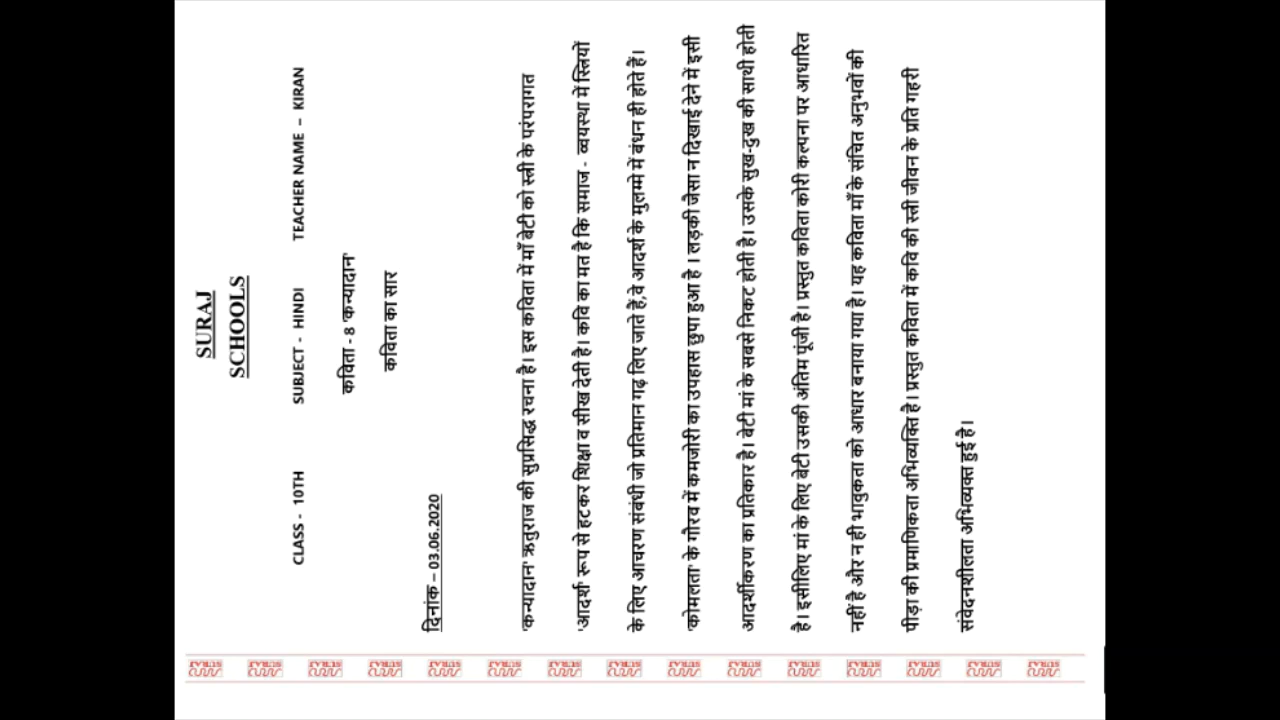 SURAJ
SCHOOLS
CLASS - 10TH SUBJECT - HINDI TEACHER NAME – KIRAN
कविता - 8 'कन्यादान'
कविता का सार
दिनांक – 03.06.2020
'कन्यादान' ऋतुराज की सुप्रसिद्ध रचना है। इस कविता में माँ बेटी को स्त्री के परंपरागत
'आदर्श' रूप से हटकर शिक्षा व सीख देती है। कवि का मत है कि समाज - व्यवस्था में स्त्रियों
के लिए आचरण संबंधी जो प्रतिमान गढ़ लिए जाते हैं,वे आदर्श के मुलम्मे में बंधन ही होते हैं।
'कोमलता' के गौरव में कमजोरी का उपहास छुपा हुआ है । लड़की जैसा न दिखाई देने में इसी
आदर्शीकरण का प्रतिकार है। बेटी मां के सबसे निकट होती है। उसके सुख-दुख की साथी होती
है। इसीलिए मां के लिए बेटी उसकी अंतिम पूंजी है। प्रस्तुत कविता कोरी कल्पना पर आधारित
नहीं है और न ही भावुकता को आधार बनाया गया है। यह कविता माँ के संचित अनुभवों की
पीड़ा की प्रमाणिकता अभिव्यक्ति है। प्रस्तुत कविता में कवि की स्त्री जीवन के प्रति गहरी
संवेदनशीलता अभिव्यक्त हुई है।